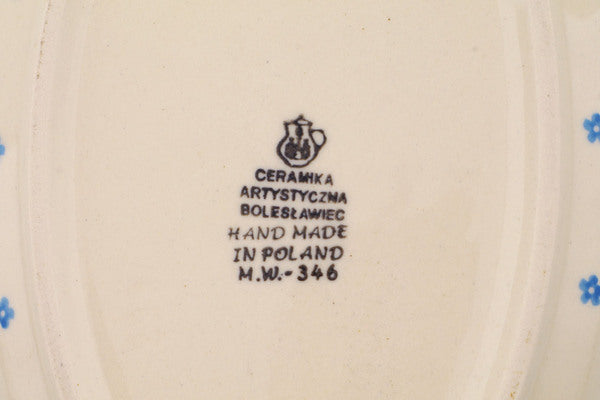 CERAMIKA
ARTYSTYCZNA
BOLESŁAWIEC
HAND MADE
IN POLAND
M.W.-346